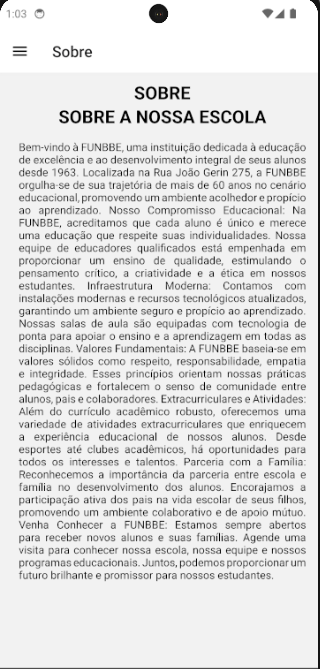 1:03
Sobre
SOBRE
SOBRE A NOSSA ESCOLA
Bem-vindo à FUNBBE, uma instituição dedicada à educação
de excelência e ao desenvolvimento integral de seus alunos
desde 1963. Localizada na Rua João Gerin 275, a FUNBBE
orgulha-se de sua trajetória de mais de 60 anos no cenário
educacional, promovendo um ambiente acolhedor e propício
ao aprendizado. Nosso Compromisso Educacional: Na
FUNBBE, acreditamos que cada aluno é único e merece
uma educação que respeite suas individualidades. Nossa
equipe de educadores qualificados está empenhada em
proporcionar um ensino de qualidade, estimulando o
pensamento crítico, a criatividade e a ética em nossos
estudantes. Infraestrutura Moderna: Contamos com
instalações modernas e recursos tecnológicos atualizados,
garantindo um ambiente seguro e propício ao aprendizado.
Nossas salas de aula são equipadas com tecnologia de
ponta para apoiar o ensino e a aprendizagem em todas as
disciplinas. Valores Fundamentais: A FUNBBE baseia-se em
valores sólidos como respeito, responsabilidade, empatia
e integridade. Esses princípios orientam nossas práticas
pedagógicas e fortalecem o senso de comunidade entre
alunos, pais e colaboradores. Extracurriculares e Atividades:
Além do currículo acadêmico robusto, oferecemos uma
variedade de atividades extracurriculares que enriquecem
a experiência educacional de nossos alunos. Desde
esportes até clubes acadêmicos, há oportunidades para
todos os interesses e talentos. Parceria com a Família:
Reconhecemos a importância da parceria entre escola e
família no desenvolvimento dos alunos. Encorajamos a
participação ativa dos pais na vida escolar de seus filhos,
promovendo um ambiente colaborativo e de apoio mútuo.
Venha Conhecer a FUNBBE: Estamos sempre abertos
para receber novos alunos e suas famílias. Agende uma
visita para conhecer nossa escola, nossa equipe e nossos
programas educacionais. Juntos, podemos proporcionar um
futuro brilhante e promissor para nossos estudantes.